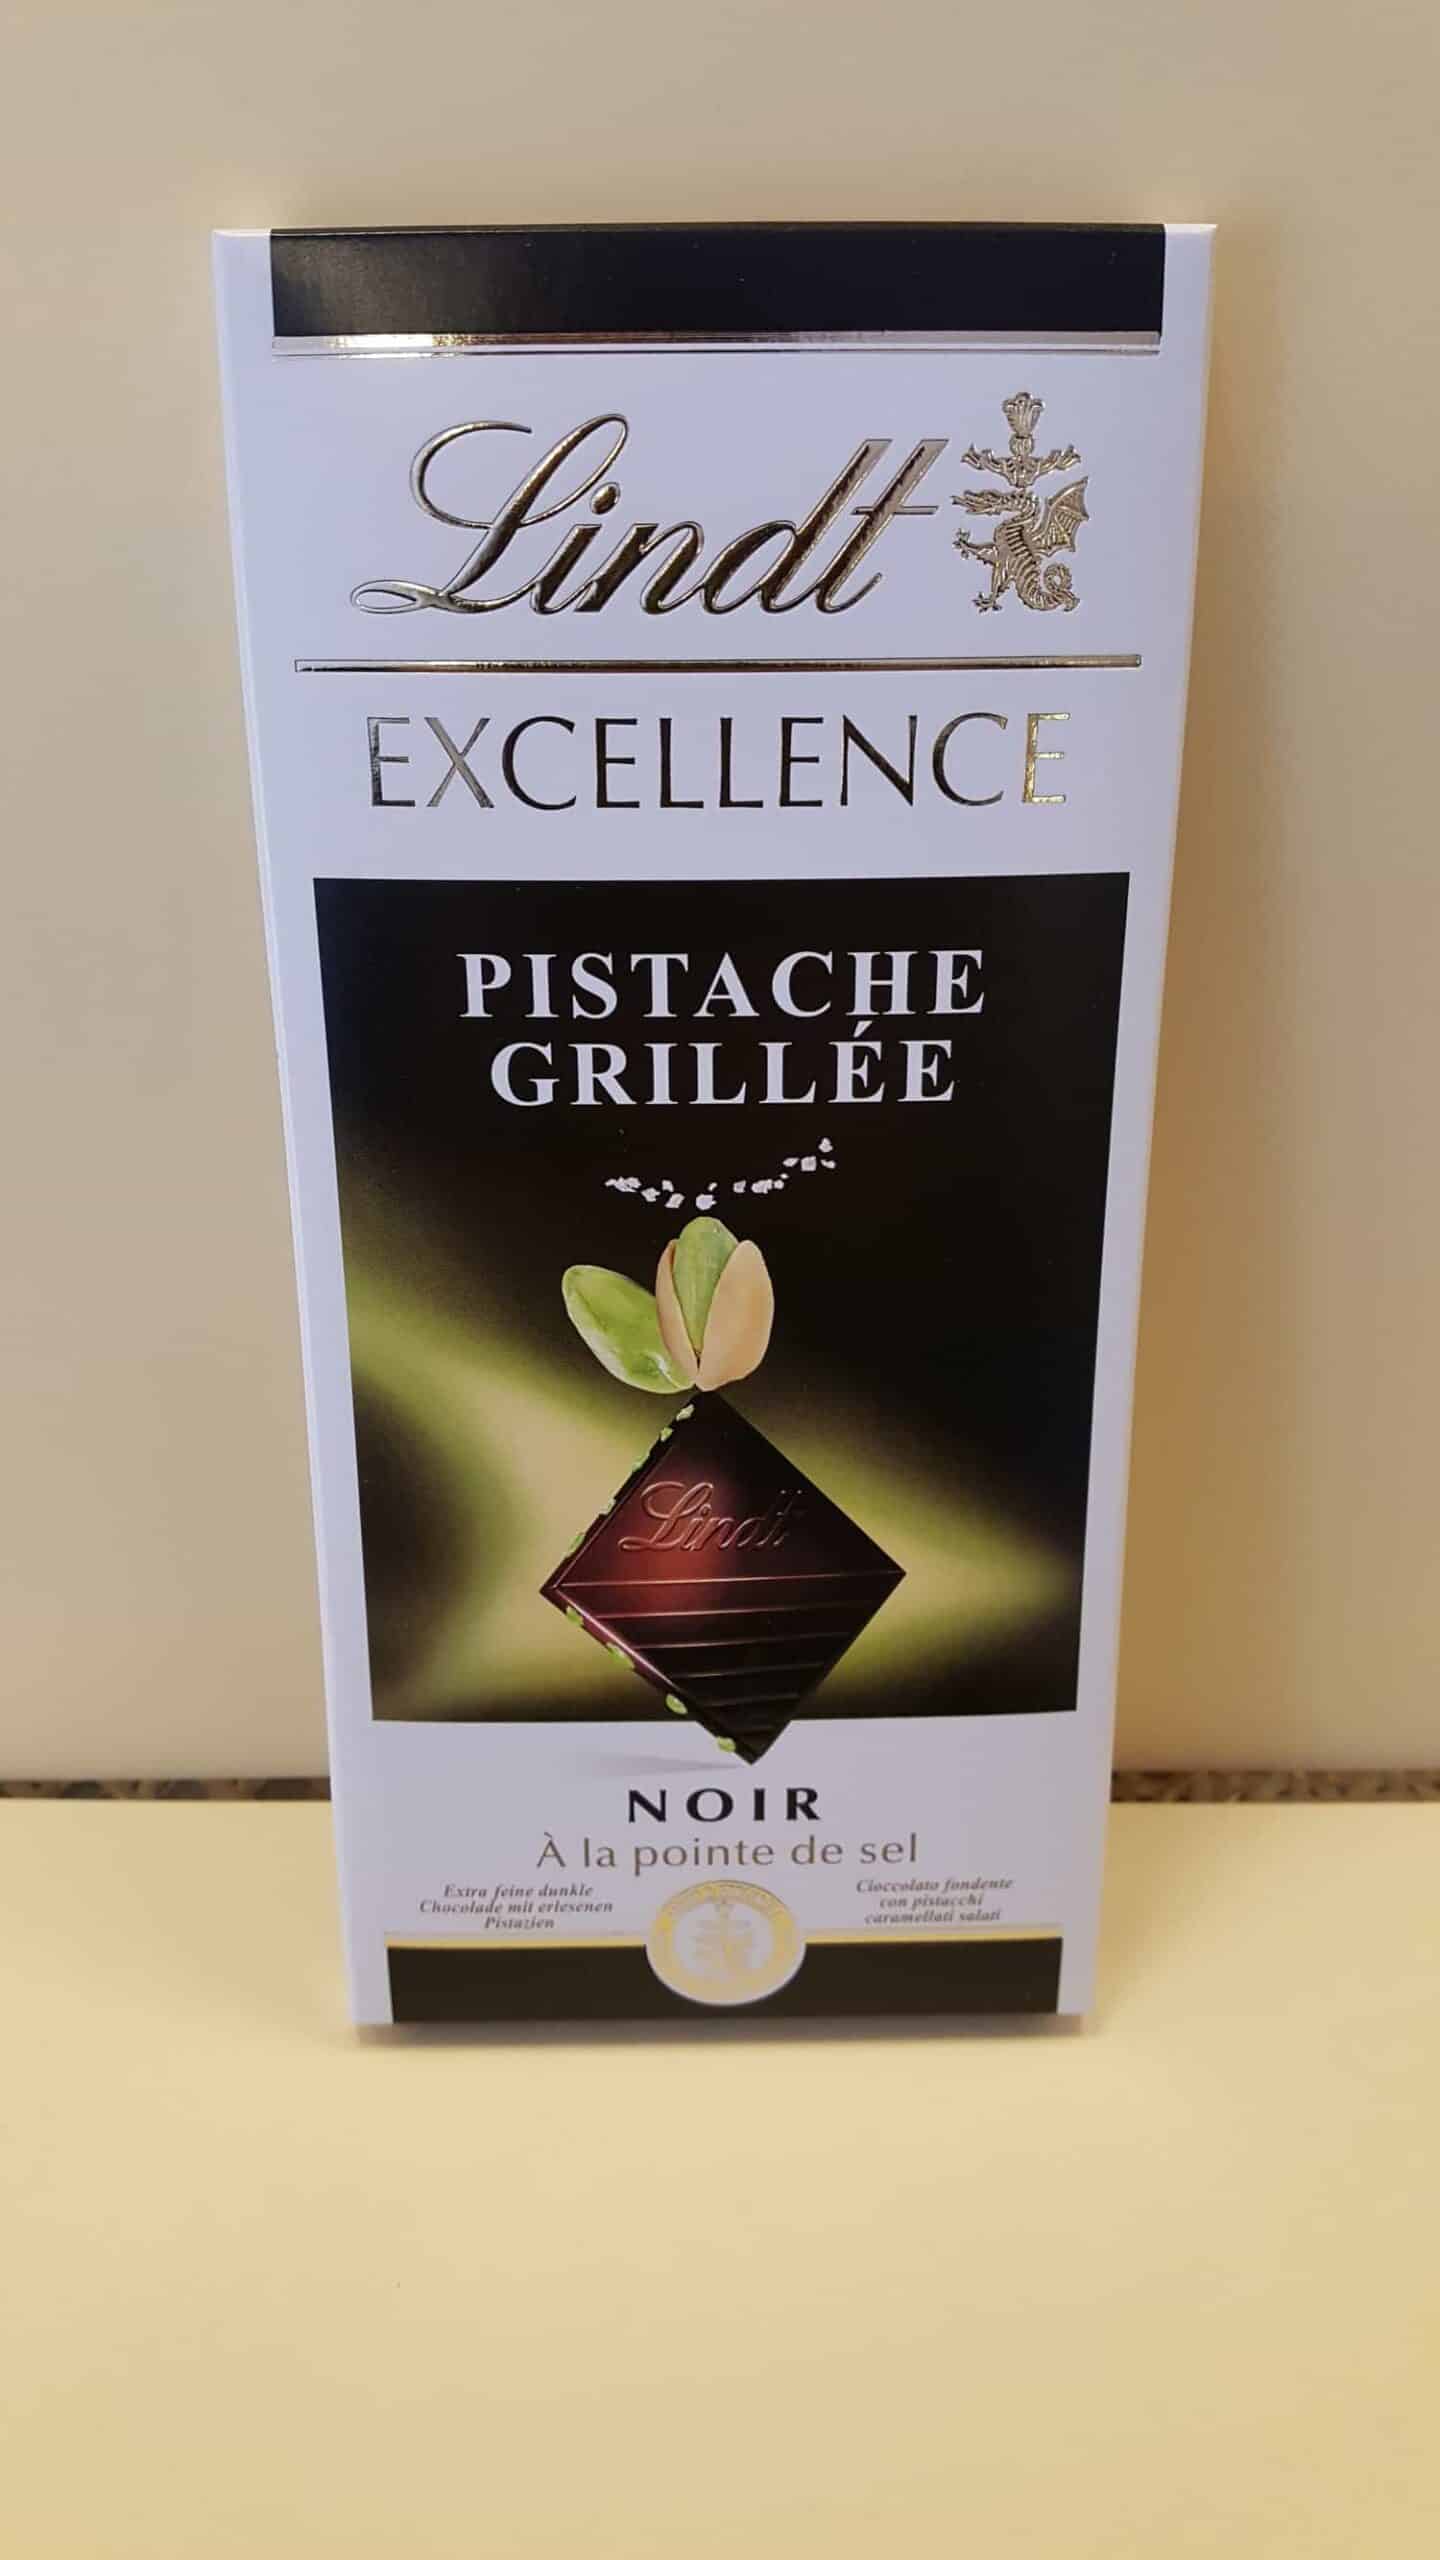 Lindt
EXCELLENCE
PISTACHE
GRILLÉE
Lindt
NOIR
À la pointe de sel
Extra feine dunkle
Chocolade mit erlesenen
Pistazien
Cioccolato fondente
con pistacchi
caramellati salati